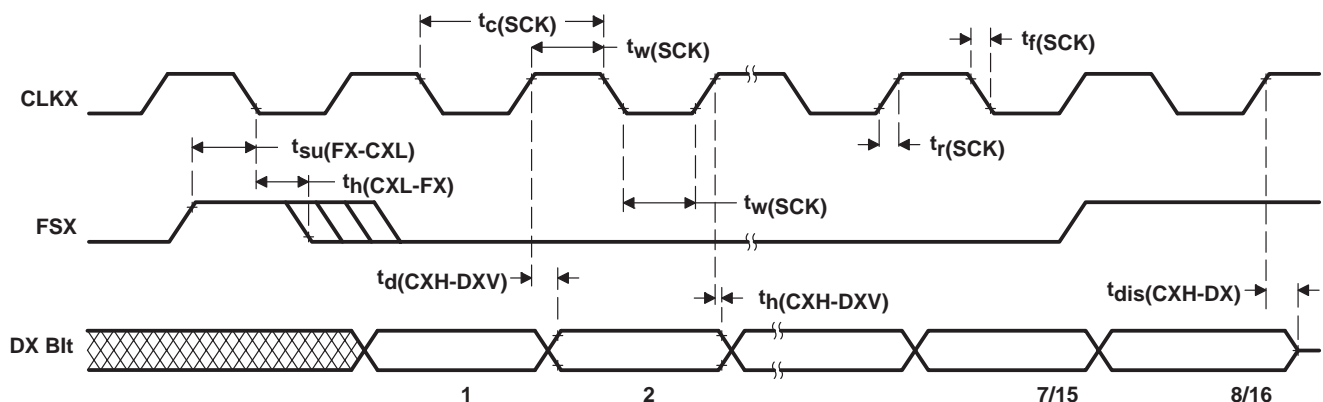 tc(SCK)
tw(SCK)
tf(SCK)
CLKX
tsu(FX-CXL)
tr(SCK)
th(CXL-FX)
tw(SCK)
FSX
td(CXH-DXV)
th(CXH-DXV)
tdis(CXH-DX)
DX BIt
1 2 7/15 8/16